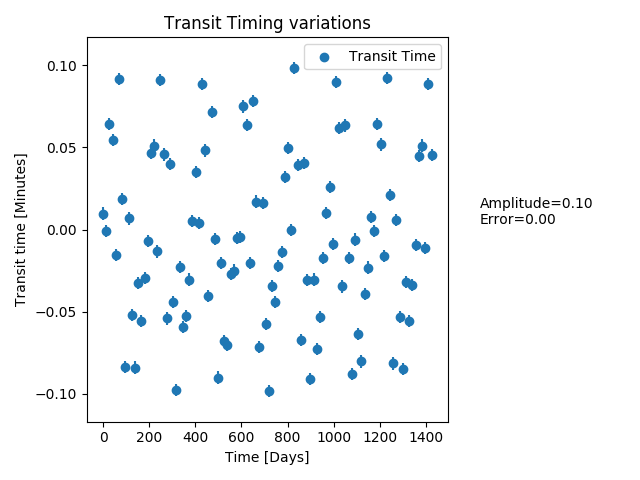 Transit Timing variations
Transit Time
0.10
0.05
0.00
−0.05
−0.10
Transit time [Minutes]
0 200 400 600 800 1000 1200 1400
Time [Days]
Amplitude=0.10
Error=0.00